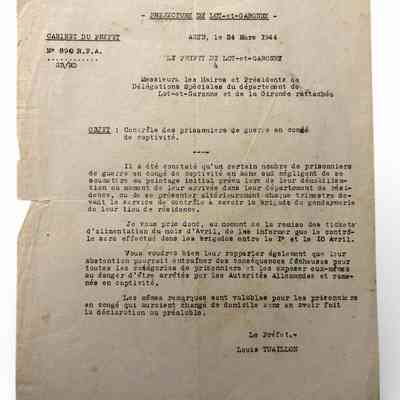 - PREFECTURE DE LOT-et-GARONNE -
CABINET DU PREFET
AGEN, le 24 Mars 1944
N° 890 R.F.A.
LE PREFET DE LOT-et-GARONNE
à
Messieurs les Maires et Présidents de
Délégations Spéciales du département de
Lot-et-Garonne et de la Gironde rattachée
OBJET : Contrôle des prisonniers de guerre en congé
de captivité.
----
Il a été constaté qu'un certain nombre de prisonniers
de guerre en congé de captivité en sont négligent de se
soumettre au pointage initial prévu lors de leur démobilisa-
tion au moment de leur arrivée dans leur département de rési-
dence, ou de se présenter ultérieurement chaque trimestre de-
vant le service de contrôle à savoir la brigade de gendarmerie
de leur lieu de résidence.
Je vous prie donc, au moment de la remise des tickets
d'alimentation du mois d'Avril, de les informer que le contrô-
le sera effectué dans les brigades entre le 1° et le 10 Avril.
Vous voudrez bien leur rappeler également que leur
abstention pourrait entraîner des conséquences fâcheuses pour
toutes les catégories de prisonniers et les exposer eux-mêmes
au danger d'être arrêtés par les Autorités Allemandes et rame-
nés en captivité.
Les mêmes remarques sont valables pour les prisonniers
en congé qui auraient changé de domicile sans en avoir fait
la déclaration au préalable.
Le Préfet.-
Louis TUAILLON